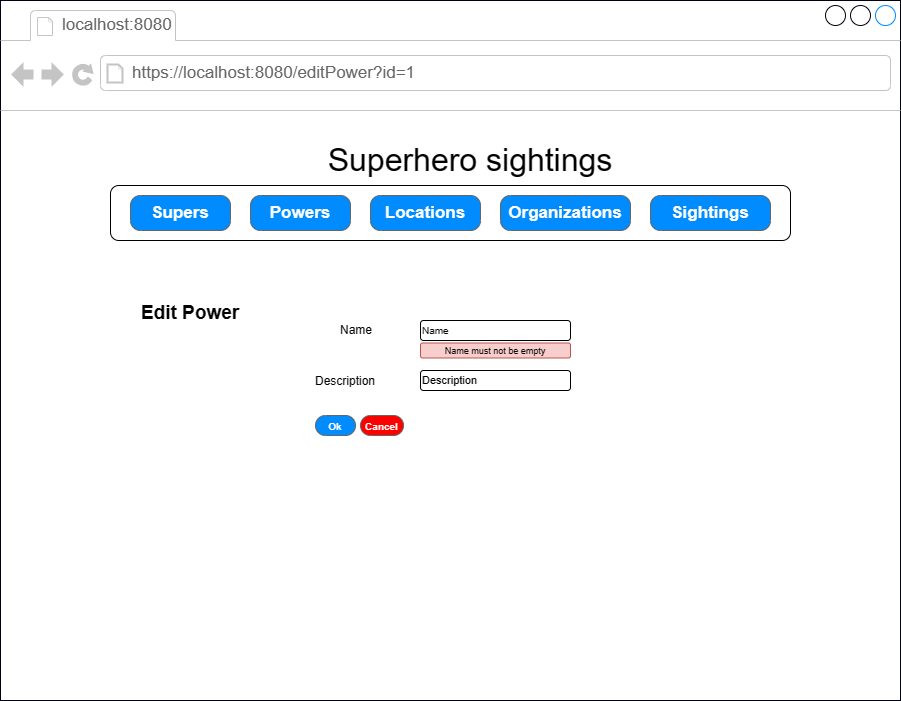 localhost:8080
https://localhost:8080/editPower?id=1
Superhero sightings
Supers Powers Locations Organizations Sightings
Edit Power
Name Name
Name must not be empty
Description Description
Ok Cancel